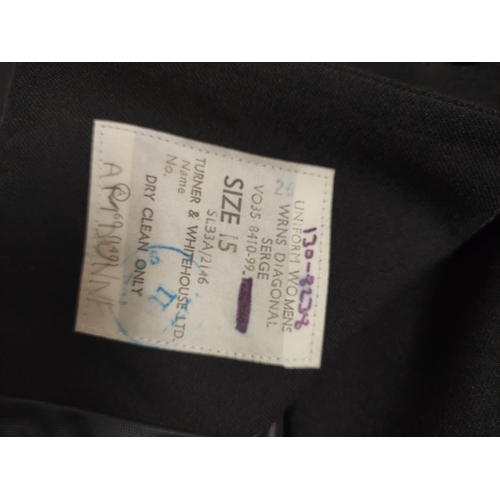 26
UNIFORM WOMENS
130-8238
WRNS DIAGONAL
SERGE
VO35 8410-99
SIZE 15
SL33A/2146
TURNER & WHITEHOUSE LTD.
Name
No.
DRY CLEAN ONLY